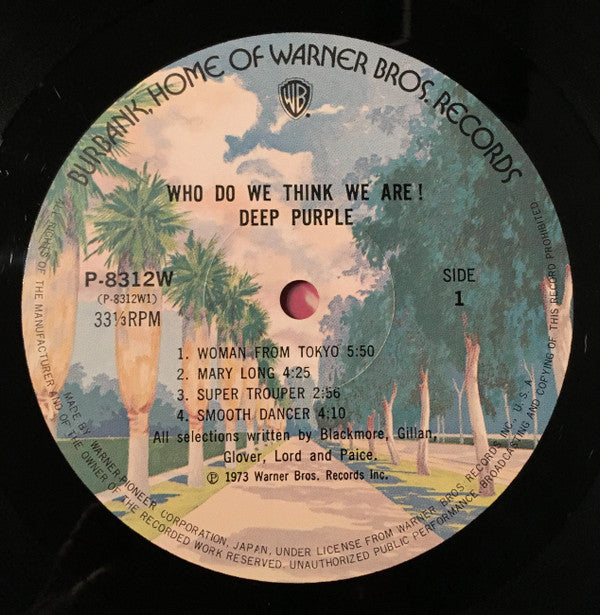 BURBANK, HOME OF WARNER BROS. RECORDS
WB
WHO DO WE THINK WE ARE!
DEEP PURPLE
P-8312W
(P-8312W1)
33⅓RPM
SIDE
1
1. WOMAN FROM TOKYO 5:50
2. MARY LONG 4:25
3. SUPER TROUPER 2:56
4. SMOOTH DANCER 4:10
All selections written by Blackmore, Gillan,
Glover, Lord and Paice.
Ⓟ 1973 Warner Bros. Records Inc.
MADE BY WARNER-PIONEER CORPORATION, JAPAN, UNDER LICENSE FROM WARNER BROS. RECORDS INC., U.S.A.
ALL RIGHTS OF THE MANUFACTURER AND OF THE OWNER OF THE RECORDED WORK RESERVED. UNAUTHORIZED PUBLIC PERFORMANCE BROADCASTING AND COPYING OF THIS RECORD PROHIBITED